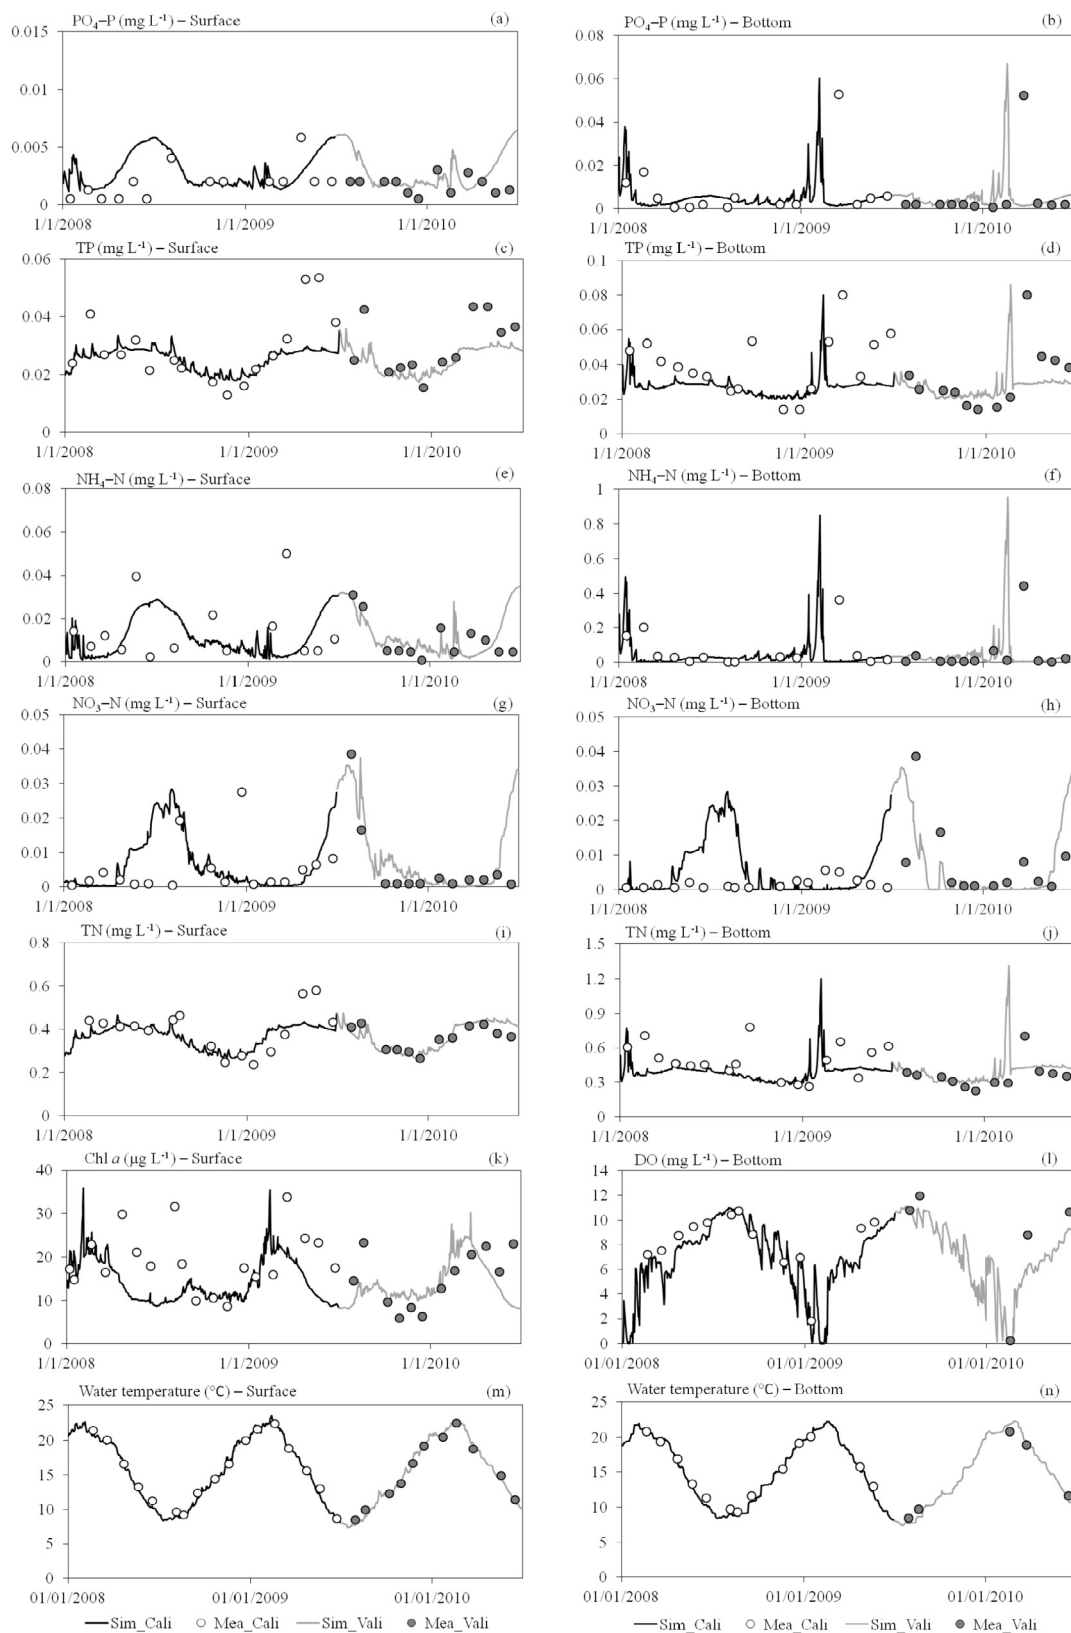 PO₄–P (mg L⁻¹) – Surface (a)
0.015
0.01
0.005
0
1/1/2008 1/1/2009 1/1/2010
PO₄–P (mg L⁻¹) – Bottom (b)
0.08
0.06
0.04
0.02
0
1/1/2008 1/1/2009 1/1/2010
TP (mg L⁻¹) – Surface (c)
0.06
0.04
0.02
0
1/1/2008 1/1/2009 1/1/2010
TP (mg L⁻¹) – Bottom (d)
0.1
0.08
0.06
0.04
0.02
0
1/1/2008 1/1/2009 1/1/2010
NH₄–N (mg L⁻¹) – Surface (e)
0.08
0.06
0.04
0.02
0
1/1/2008 1/1/2009 1/1/2010
NH₄–N (mg L⁻¹) – Bottom (f)
1
0.8
0.6
0.4
0.2
0
1/1/2008 1/1/2009 1/1/2010
NO₃–N (mg L⁻¹) – Surface (g)
0.05
0.04
0.03
0.02
0.01
0
1/1/2008 1/1/2009 1/1/2010
NO₃–N (mg L⁻¹) – Bottom (h)
0.05
0.04
0.03
0.02
0.01
0
1/1/2008 1/1/2009 1/1/2010
TN (mg L⁻¹) – Surface (i)
0.8
0.6
0.4
0.2
0
1/1/2008 1/1/2009 1/1/2010
TN (mg L⁻¹) – Bottom (j)
1.5
1.2
0.9
0.6
0.3
0
1/1/2008 1/1/2009 1/1/2010
Chl a (µg L⁻¹) – Surface (k)
40
30
20
10
0
1/1/2008 1/1/2009 1/1/2010
DO (mg L⁻¹) – Bottom (l)
14
12
10
8
6
4
2
0
01/01/2008 01/01/2009 01/01/2010
Water temperature (°C) – Surface (m)
25
20
15
10
5
0
01/01/2008 01/01/2009 01/01/2010
Water temperature (°C) – Bottom (n)
25
20
15
10
5
0
01/01/2008 01/01/2009 01/01/2010
Sim_Cali Mea_Cali Sim_Vali Mea_Vali
Sim_Cali Mea_Cali Sim_Vali Mea_Vali